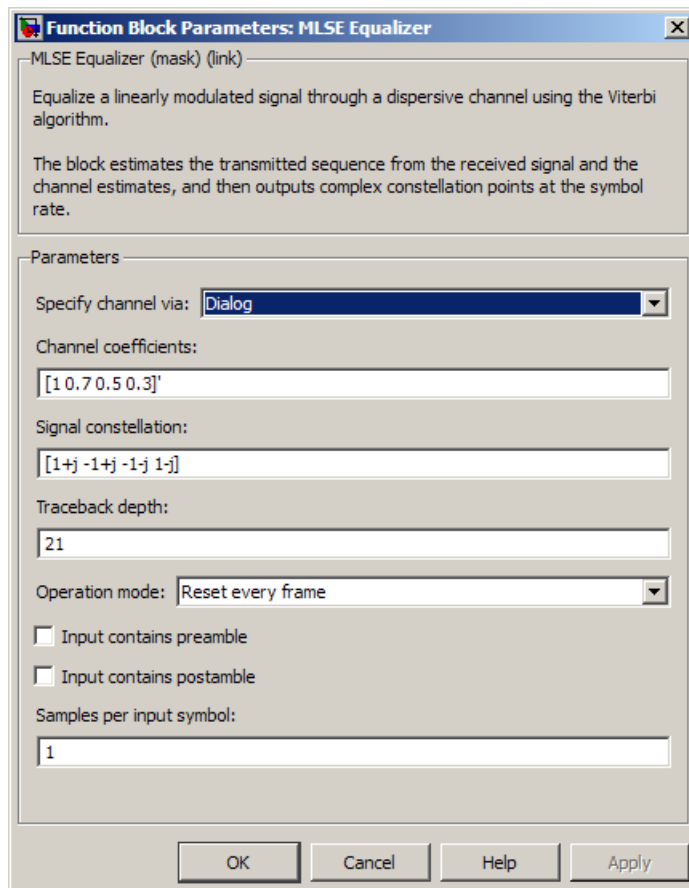 Function Block Parameters: MLSE Equalizer
MLSE Equalizer (mask) (link)
Equalize a linearly modulated signal through a dispersive channel using the Viterbi
algorithm.
The block estimates the transmitted sequence from the received signal and the
channel estimates, and then outputs complex constellation points at the symbol
rate.
Parameters
Specify channel via: Dialog
Channel coefficients:
[1 0.7 0.5 0.3]'
Signal constellation:
[1+j -1+j -1-j 1-j]
Traceback depth:
21
Operation mode: Reset every frame
Input contains preamble
Input contains postamble
Samples per input symbol:
1
OK Cancel Help Apply